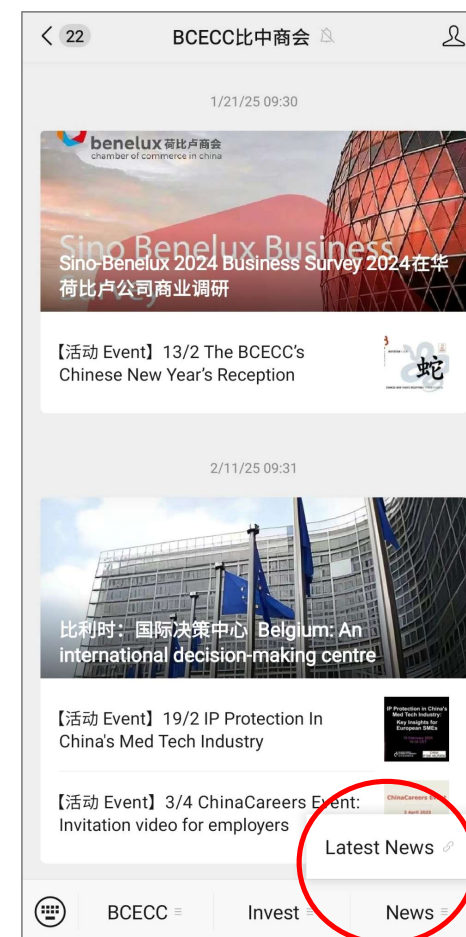 22
BCECC比中商会
1/21/25 09:30
benelux 荷比卢商会
chamber of commerce in china
Sino Benelux Business
Survey
Sino-Benelux 2024 Business Survey 2024在华
荷比卢公司商业调研
【活动 Event】13/2 The BCECC's
Chinese New Year's Reception
蛇
2/11/25 09:31
比利时：国际决策中心 Belgium: An
international decision-making centre
【活动 Event】19/2 IP Protection In
China's Med Tech Industry
IP Protection in China's
Med Tech Industry:
Key Insights for
European SMEs
【活动 Event】3/4 ChinaCareers Event:
Invitation video for employers
ChinaCareers Event
3 April 2025
Latest News
BCECC
Invest
News